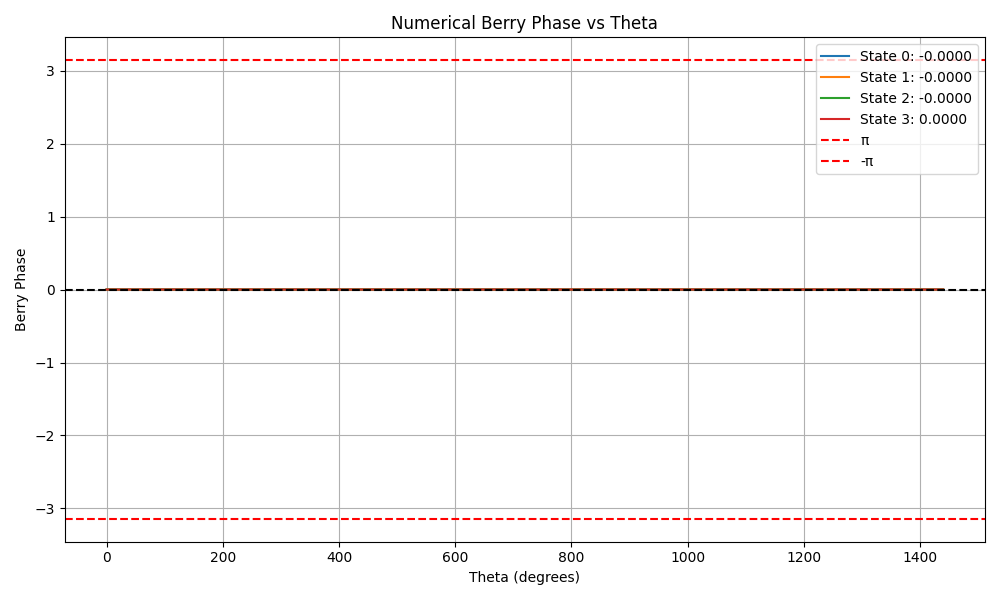 Numerical Berry Phase vs Theta
State 0: -0.0000
State 1: -0.0000
State 2: -0.0000
State 3: 0.0000
π
-π
Berry Phase
3
2
1
0
−1
−2
−3
0 200 400 600 800 1000 1200 1400
Theta (degrees)